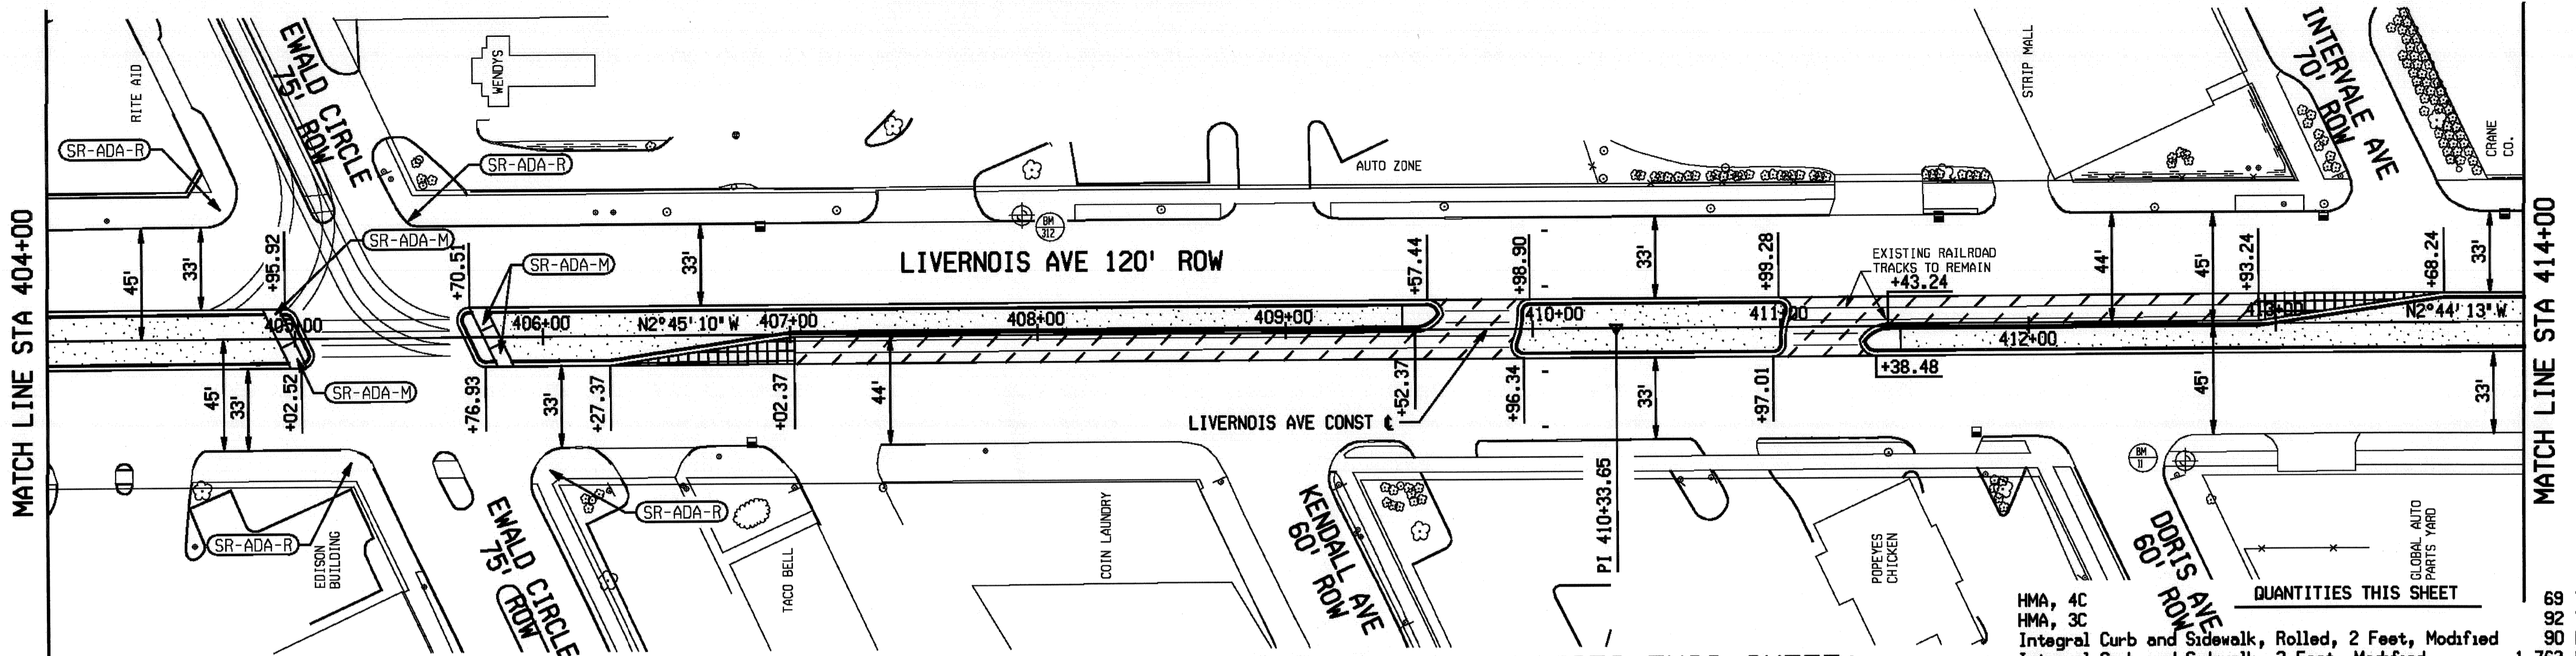 MATCH LINE STA 404+00
RITE AID
SR-ADA-R
EWALD CIRCLE
75' ROW
WENDYS
SR-ADA-R
SR-ADA-M
SR-ADA-M
45'
33'
+95.92
+70.51
33'
BM
312
LIVERNOIS AVE 120' ROW
AUTO ZONE
+57.44
+98.90
33'
+99.28
EXISTING RAILROAD
TRACKS TO REMAIN
+43.24
STRIP MALL
44'
45'
+93.24
INTERVALE AVE
70' ROW
+68.24
33'
CRANE
CO.
MATCH LINE STA 414+00
405+00
406+00
N2°45'10"W
407+00
408+00
409+00
410+00
411+00
412+00
413+00
N2°44'13"W
45'
33'
+02.52
SR-ADA-M
+76.93
33'
+27.37
+02.37
44'
+52.37
+96.34
33'
+97.01
+38.48
45'
33'
LIVERNOIS AVE CONST ℄
PI 410+33.65
SR-ADA-R
EDISON
BUILDING
EWALD CIRCLE
75' ROW
SR-ADA-R
TACO BELL
COIN LAUNDRY
KENDALL AVE
60' ROW
POPEYES
CHICKEN
BM
11
DORIS AVE
60' ROW
GLOBAL AUTO
PARTS YARD
QUANTITIES THIS SHEET
HMA, 4C 69
HMA, 3C 92
Integral Curb and Sidewalk, Rolled, 2 Feet, Modified 90